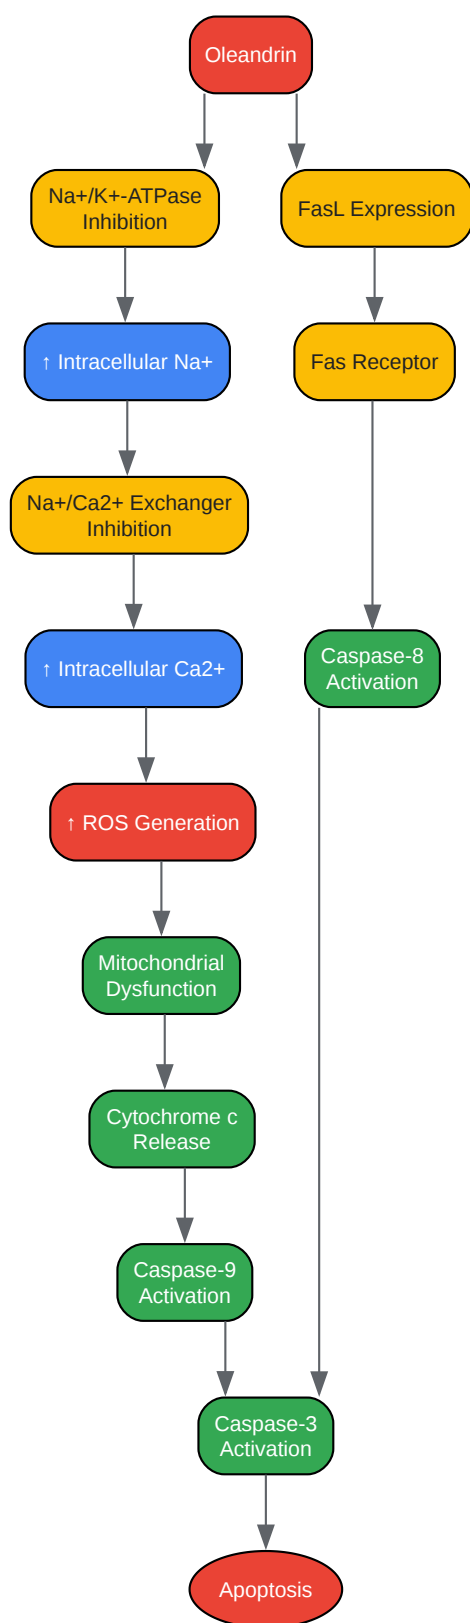 Oleandrin
Na+/K+-ATPase
Inhibition
FasL Expression
↑ Intracellular Na+
Fas Receptor
Na+/Ca2+ Exchanger
Inhibition
↑ Intracellular Ca2+
Caspase-8
Activation
↑ ROS Generation
Mitochondrial
Dysfunction
Cytochrome c
Release
Caspase-9
Activation
Caspase-3
Activation
Apoptosis